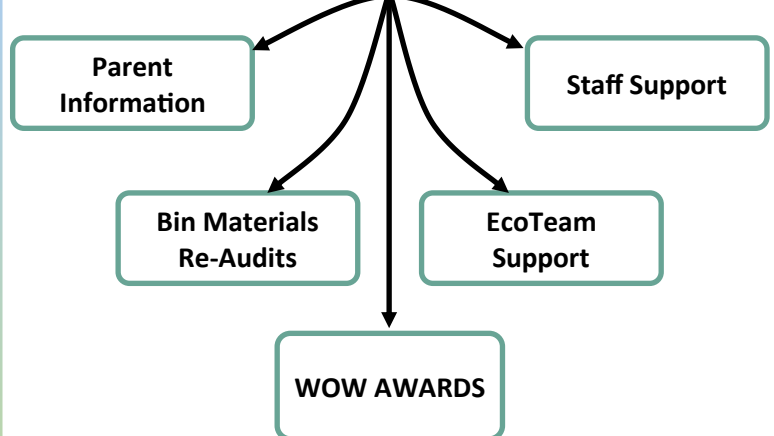 Parent
Information
Staff Support
Bin Materials
Re-Audits
EcoTeam
Support
WOW AWARDS